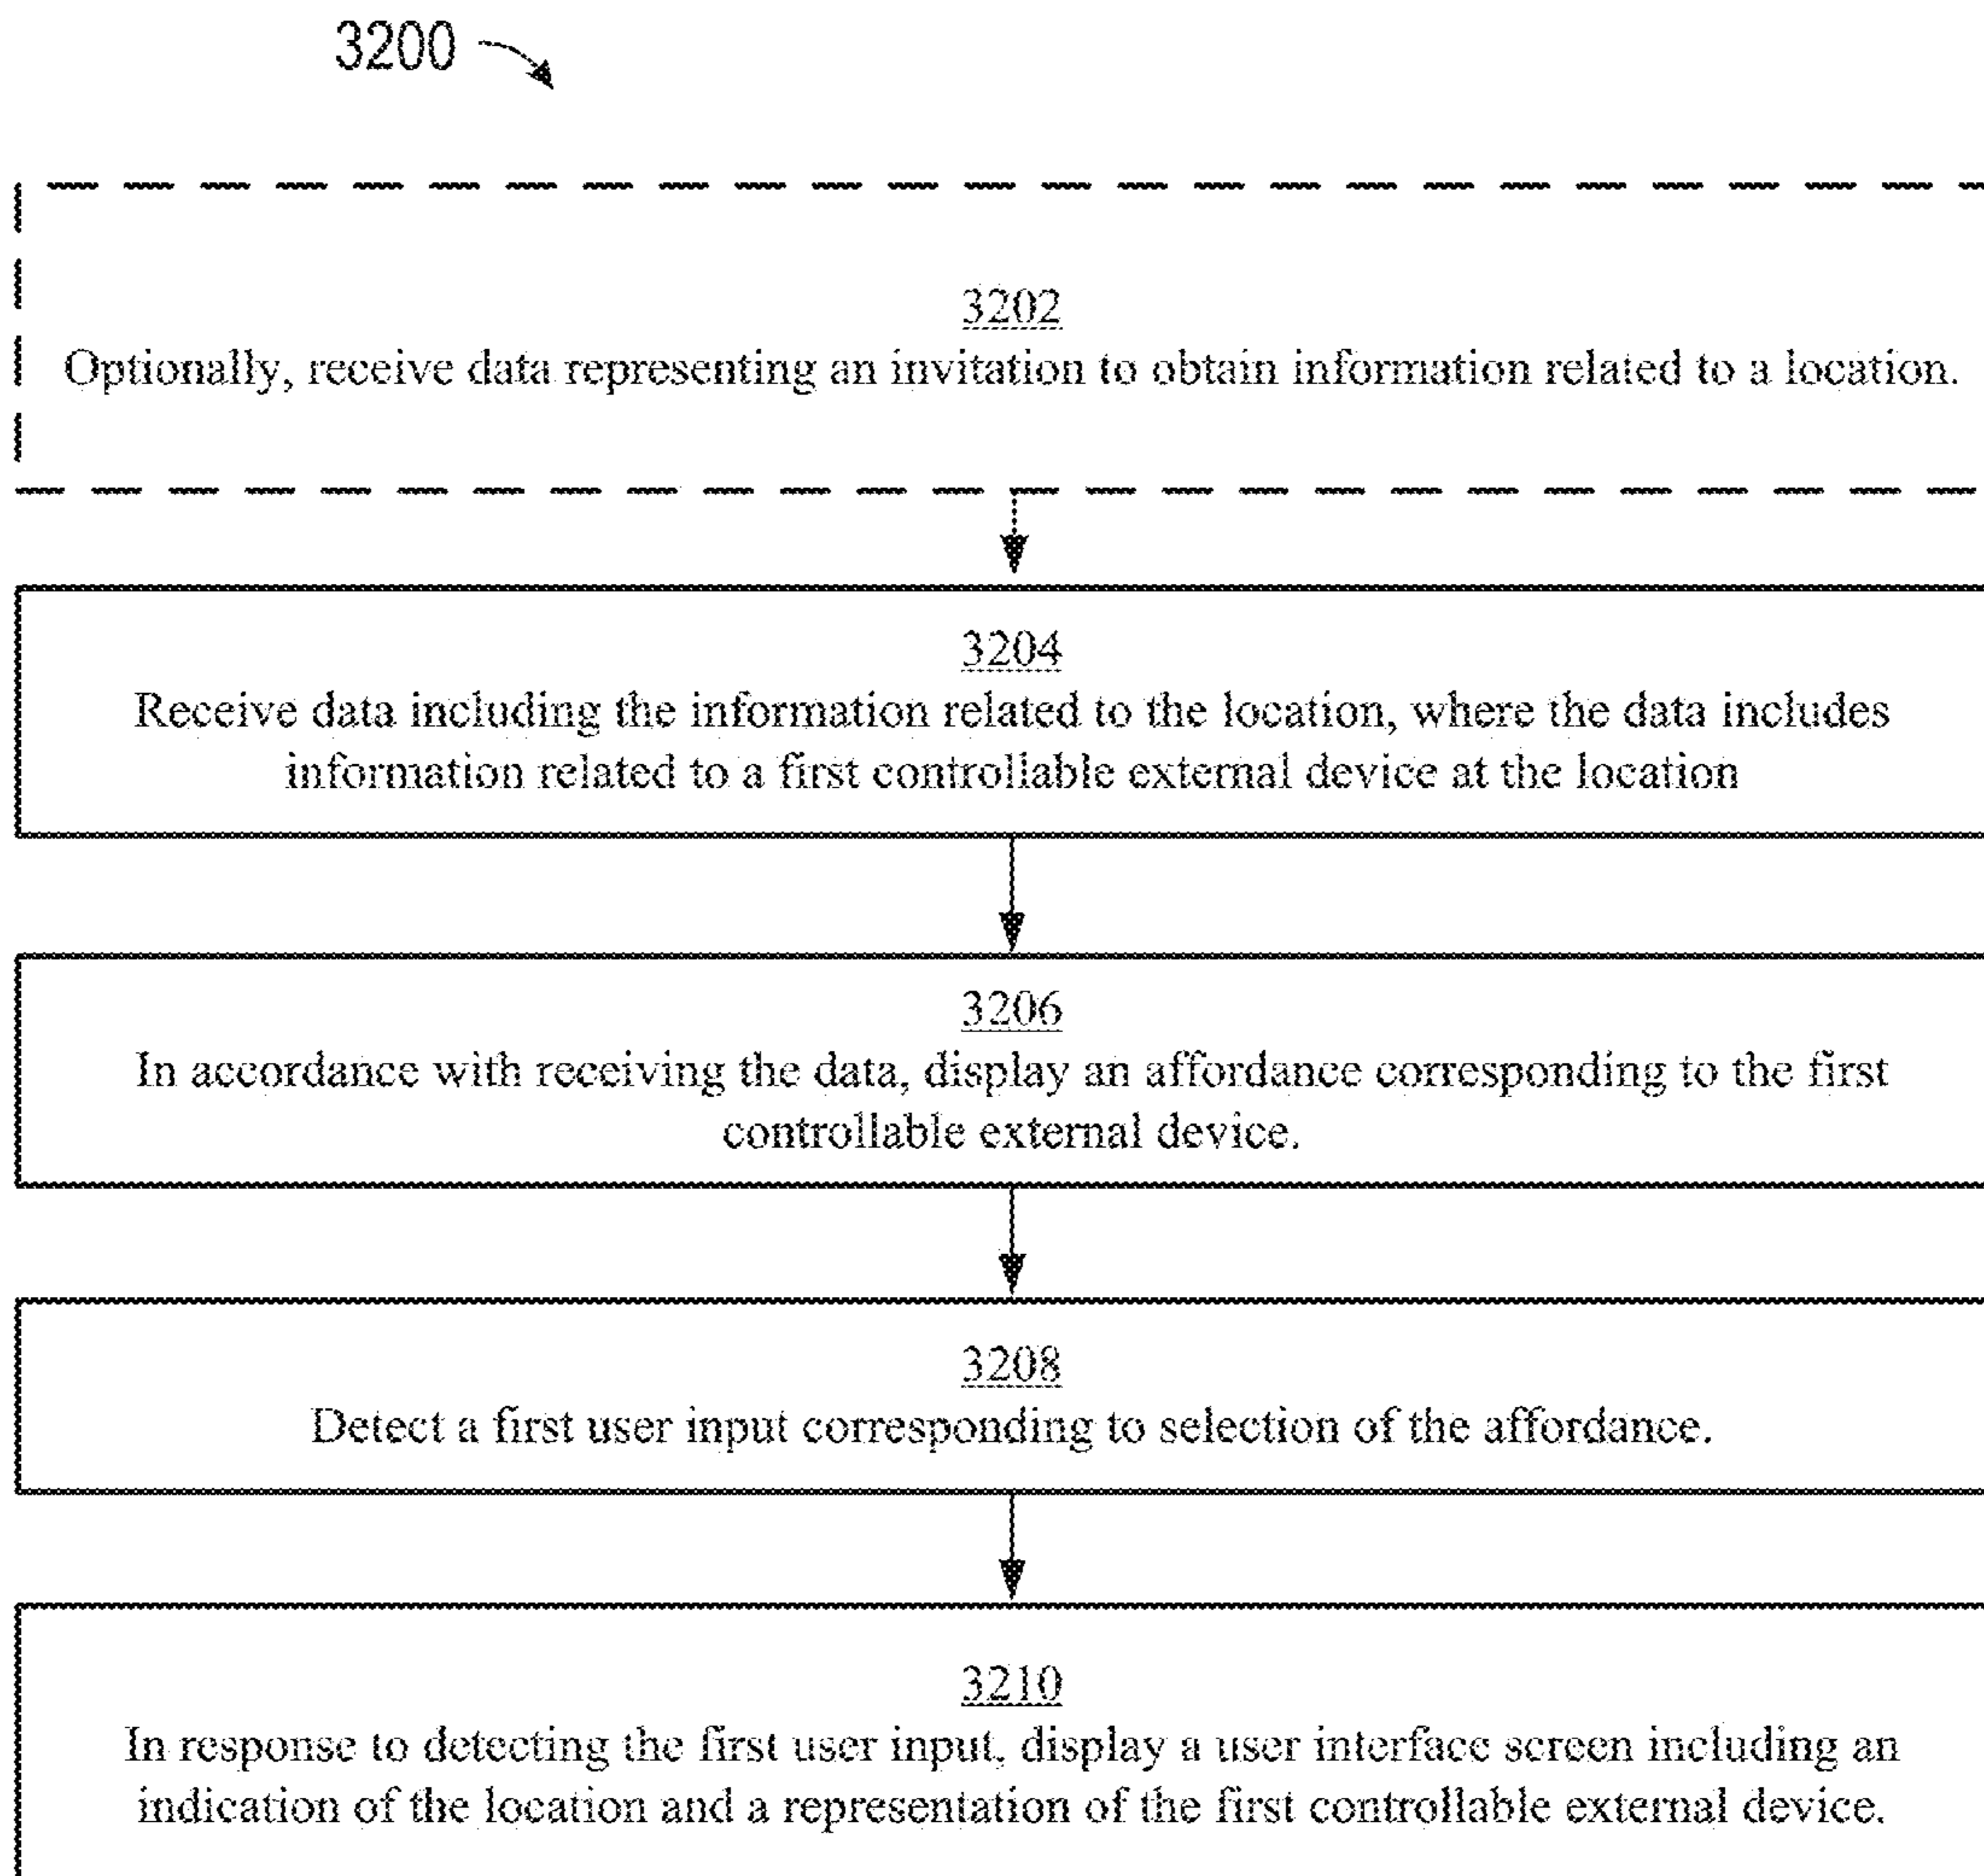 3200
3202
Optionally, receive data representing an invitation to obtain information related to a location.
3204
Receive data including the information related to the location, where the data includes
information related to a first controllable external device at the location
3206
In accordance with receiving the data, display an affordance corresponding to the first
controllable external device.
3208
Detect a first user input corresponding to selection of the affordance.
3210
In response to detecting the first user input, display a user interface screen including an
indication of the location and a representation of the first controllable external device.